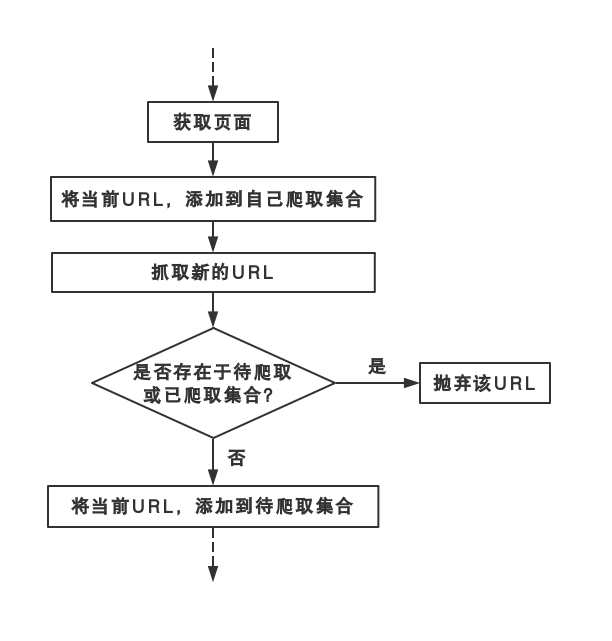 获取页面
将当前URL，添加到自己爬取集合
抓取新的URL
是否存在于待爬取
或已爬取集合?
是
抛弃该URL
否
将当前URL，添加到待爬取集合